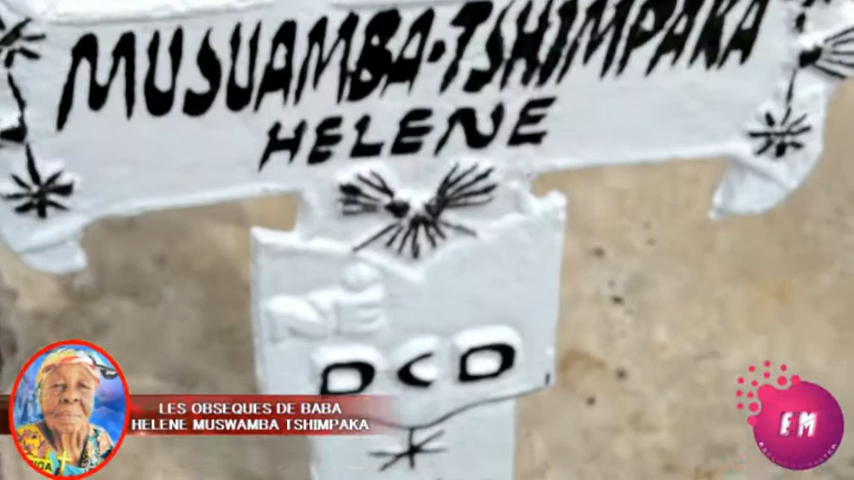 MUSUAMBA-TSHIMPAKA
HELENE
DCD
LES OBSEQUES DE BABA
HELENE MUSWAMBA TSHIMPAKA
EM